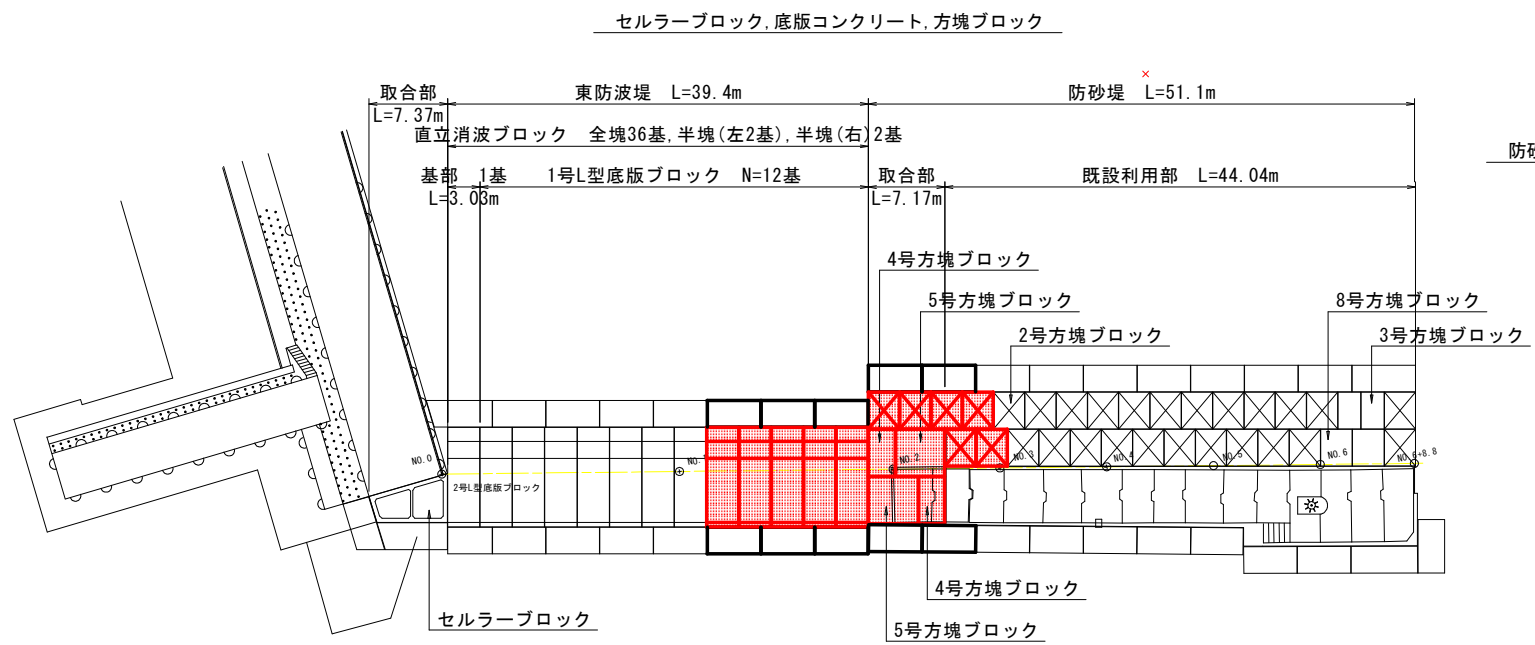 セルラーブロック,底版コンクリート,方塊ブロック
取合部
L=7.37m
東防波堤 L=39.4m
防砂堤 L=51.1m
直立消波ブロック 全塊36基,半塊(左2基),半塊(右)2基
防砂
基部 1基
L=3.03m
1号L型底版ブロック N=12基
取合部
L=7.17m
既設利用部 L=44.04m
4号方塊ブロック
5号方塊ブロック
8号方塊ブロック
2号方塊ブロック
3号方塊ブロック
NO.0
NO.1
NO.2
NO.3
NO.4
NO.5
NO.6
NO.6+8.8
2号L型底版ブロック
4号方塊ブロック
セルラーブロック
5号方塊ブロック